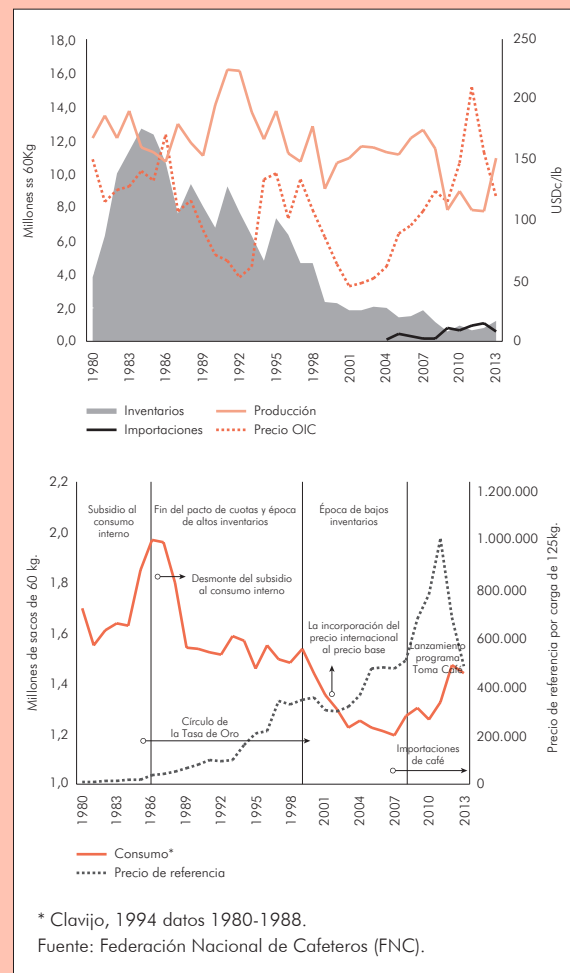 18,0
16,0
14,0
12,0
10,0
8,0
6,0
4,0
2,0
0,0
Millones ss 60Kg
250
200
150
100
50
0
USDc/lb
1980
1983
1986
1989
1992
1995
1998
2001
2004
2007
2010
2013
Inventarios
Producción
Importaciones
Precio OIC
2,2
2,0
1,8
1,6
1,4
1,2
1,0
Millones de sacos de 60 kg.
1.200.000
1.000.000
800.000
600.000
400.000
200.000
0
Precio de referencia por carga de 125kg.
Subsidio al
consumo
interno
Fin del pacto de cuotas y época
de altos inventarios
Época de bajos
inventarios
Desmonte del subsidio
al consumo interno
La incorporación del
precio internacional
al precio base
Lanzamiento
programa
Toma Café
Círculo de
la Tasa de Oro
Importaciones
de café
1980
1983
1986
1989
1992
1995
1998
2001
2004
2007
2010
2013
Consumo*
Precio de referencia
* Clavijo, 1994 datos 1980-1988.
Fuente: Federación Nacional de Cafeteros (FNC).